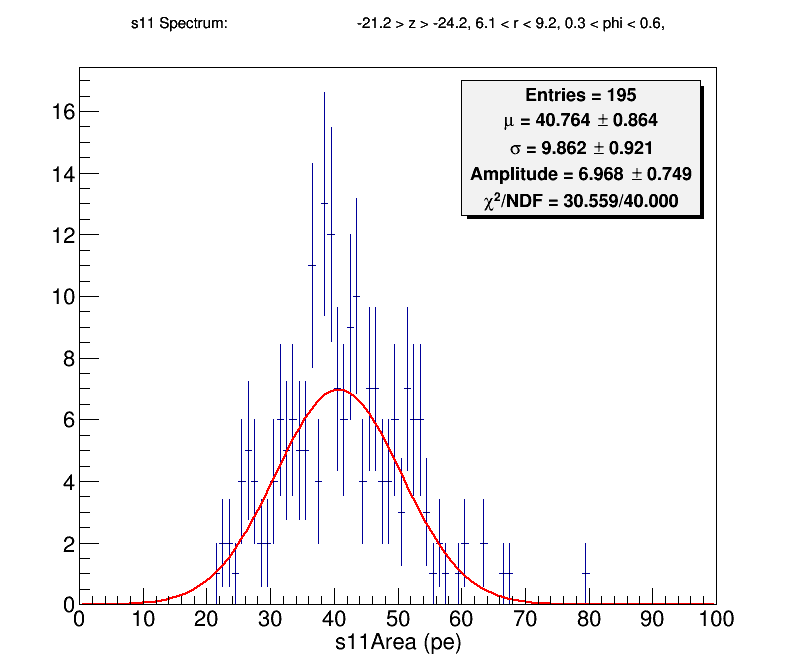 s11 Spectrum: -21.2 > z > -24.2, 6.1 < r < 9.2, 0.3 < phi < 0.6,
Entries = 195
μ = 40.764 ± 0.864
σ = 9.862 ± 0.921
Amplitude = 6.968 ± 0.749
χ²/NDF = 30.559/40.000
16
14
12
10
8
6
4
2
0
0 10 20 30 40 50 60 70 80 90 100
s11Area (pe)